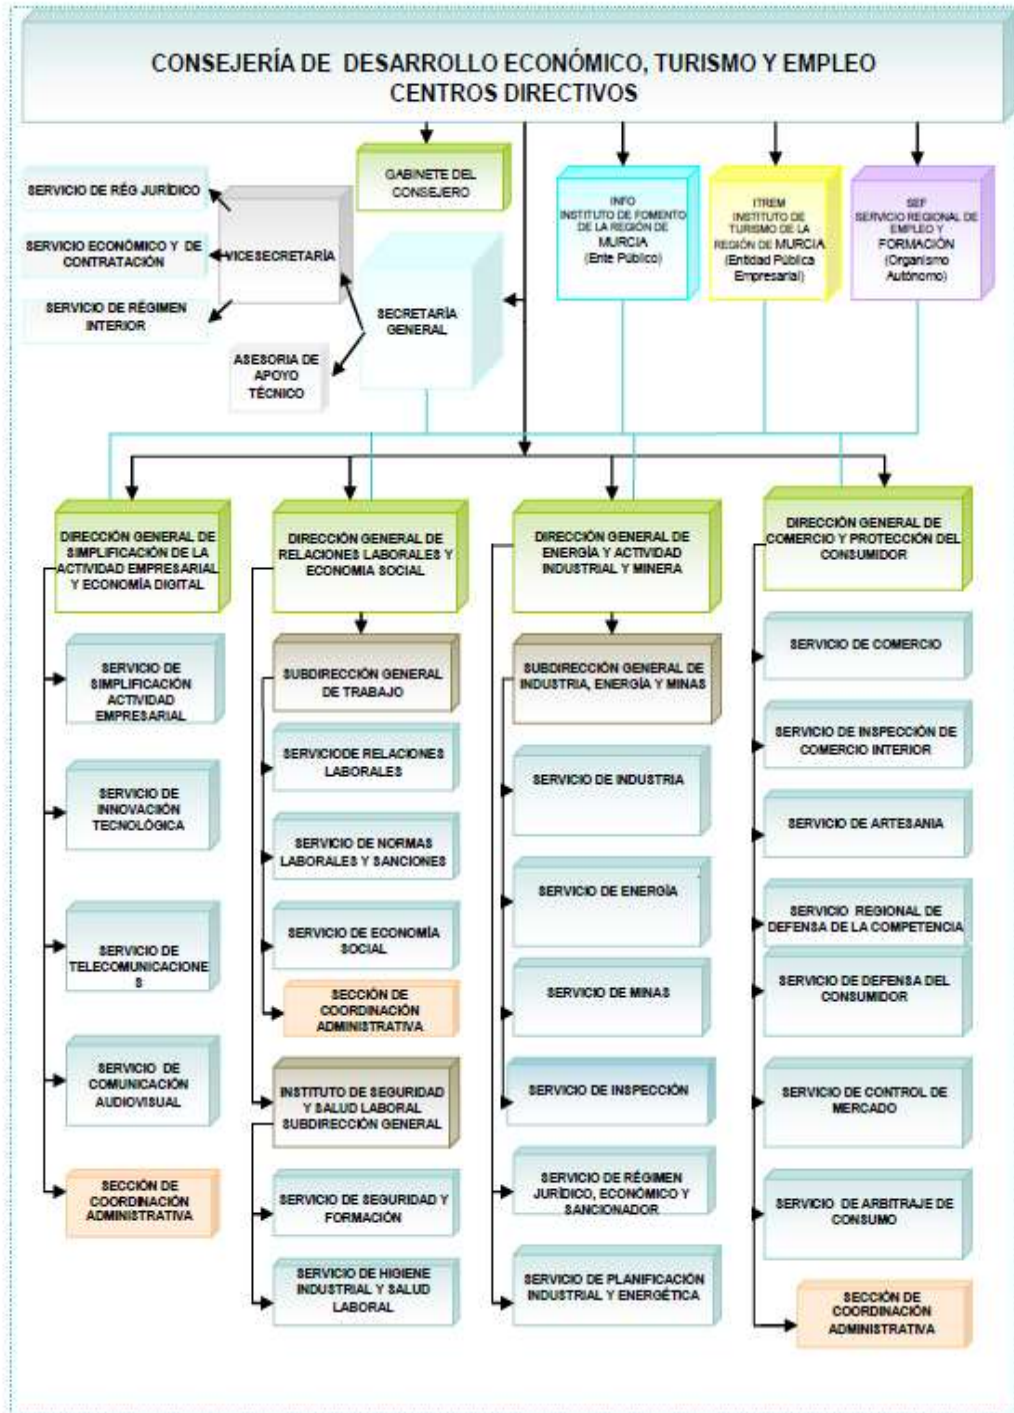 CONSEJERÍA DE DESARROLLO ECONÓMICO, TURISMO Y EMPLEO
CENTROS DIRECTIVOS
GABINETE DEL
CONSEJERO
INFO
INSTITUTO DE FOMENTO
DE LA REGIÓN DE
MURCIA
(Ente Público)
ITREM
INSTITUTO DE
TURISMO DE LA
REGIÓN DE MURCIA
(Entidad Pública
Empresarial)
SEF
SERVICIO REGIONAL DE
EMPLEO Y
FORMACIÓN
(Organismo
Autónomo)
SERVICIO DE RÉG JURÍDICO
SERVICIO ECONÓMICO Y DE
CONTRATACIÓN
SERVICIO DE RÉGIMEN
INTERIOR
VICESECRETARÍA
SECRETARÍA
GENERAL
ASESORIA DE
APOYO
TÉCNICO
DIRECCIÓN GENERAL DE
SIMPLIFICACIÓN DE LA
ACTIVIDAD EMPRESARIAL
Y ECONOMÍA DIGITAL
SERVICIO DE
SIMPLIFICACIÓN
ACTIVIDAD
EMPRESARIAL
SERVICIO DE
INNOVACIÓN
TECNOLÓGICA
SERVICIO DE
TELECOMUNICACIONE
S
SERVICIO DE
COMUNICACIÓN
AUDIOVISUAL
SECCIÓN DE
COORDINACIÓN
ADMINISTRATIVA
DIRECCIÓN GENERAL DE
RELACIONES LABORALES Y
ECONOMIA SOCIAL
SUBDIRECCIÓN GENERAL
DE TRABAJO
SERVICIODE RELACIONES
LABORALES
SERVICIO DE NORMAS
LABORALES Y SANCIONES
SERVICIO DE ECONOMÍA
SOCIAL
SECCIÓN DE
COORDINACIÓN
ADMINISTRATIVA
INSTITUTO DE SEGURIDAD
Y SALUD LABORAL
SUBDIRECCIÓN GENERAL
SERVICIO DE SEGURIDAD Y
FORMACIÓN
SERVICIO DE HIGIENE
INDUSTRIAL Y SALUD
LABORAL
DIRECCIÓN GENERAL DE
ENERGÍA Y ACTIVIDAD
INDUSTRIAL Y MINERA
SUBDIRECCIÓN GENERAL DE
INDUSTRIA, ENERGÍA Y MINAS
SERVICIO DE INDUSTRIA
SERVICIO DE ENERGÍA
SERVICIO DE MINAS
SERVICIO DE INSPECCIÓN
SERVICIO DE RÉGIMEN
JURÍDICO, ECONÓMICO Y
SANCIONADOR
SERVICIO DE PLANIFICACIÓN
INDUSTRIAL Y ENERGÉTICA
DIRECCIÓN GENERAL DE
COMERCIO Y PROTECCIÓN DEL
CONSUMIDOR
SERVICIO DE COMERCIO
SERVICIO DE INSPECCIÓN DE
COMERCIO INTERIOR
SERVICIO DE ARTESANIA
SERVICIO REGIONAL DE
DEFENSA DE LA COMPETENCIA
SERVICIO DE DEFENSA DEL
CONSUMIDOR
SERVICIO DE CONTROL DE
MERCADO
SERVICIO DE ARBITRAJE DE
CONSUMO
SECCIÓN DE
COORDINACIÓN
ADMINISTRATIVA